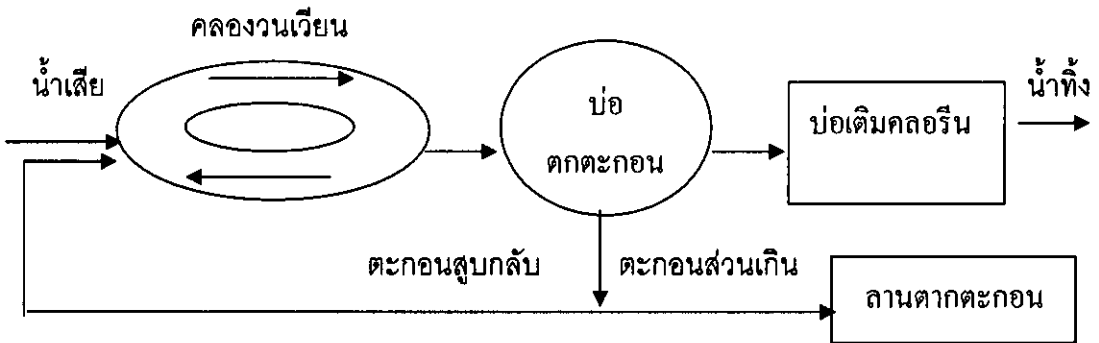 คลองวนเวียน
น้ำเสีย
บ่อ
ตกตะกอน
บ่อเติมคลอรีน
น้ำทิ้ง
ตะกอนสูบกลับ
ตะกอนส่วนเกิน
ลานตากตะกอน